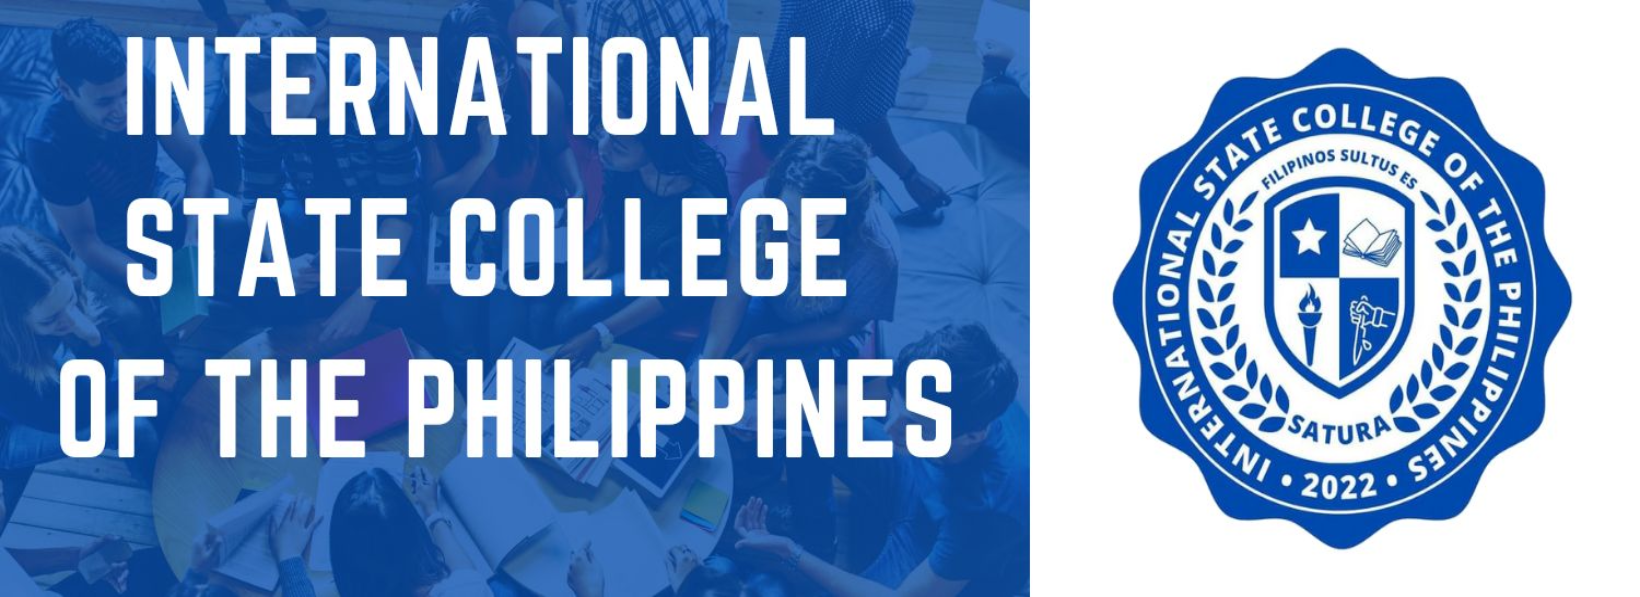 INTERNATIONAL
STATE COLLEGE
OF THE PHILIPPINES
INTERNATIONAL STATE COLLEGE OF THE PHILIPPINES
FILIPINOS SULTUS ES
SATURA
• 2022 •